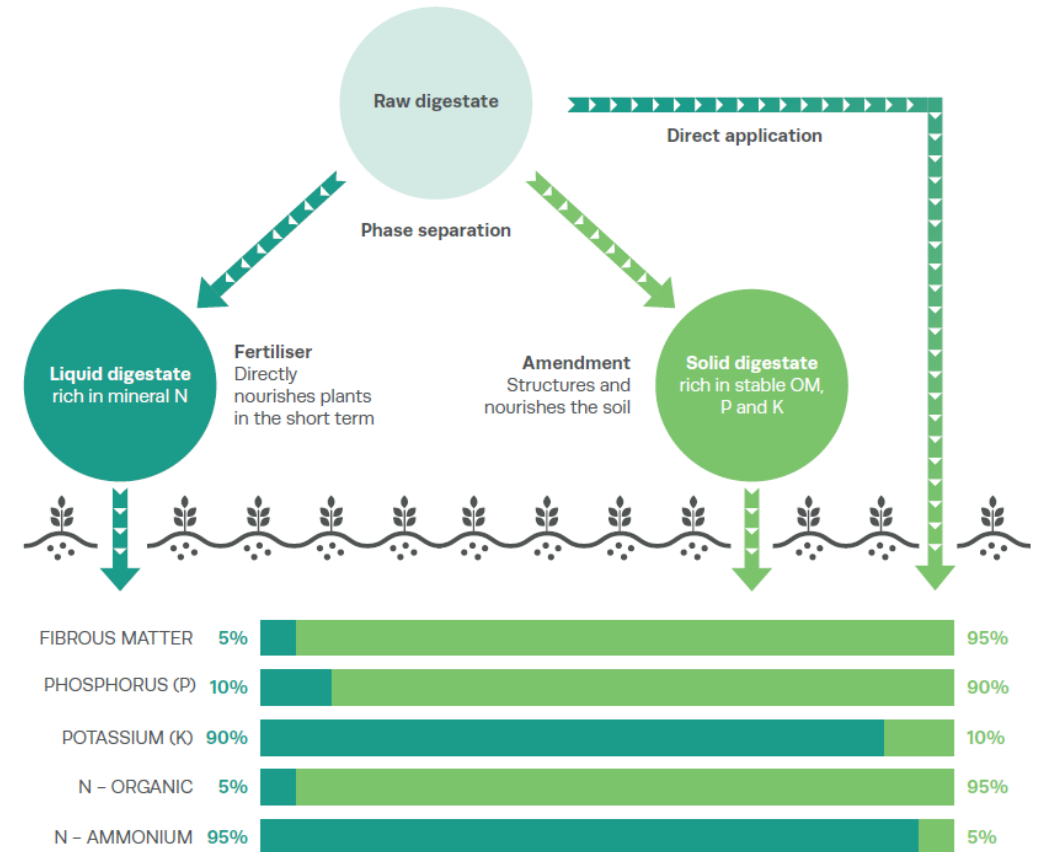 Raw digestate
Direct application
Phase separation
Liquid digestate
rich in mineral N
Fertiliser
Directly
nourishes plants
in the short term
Amendment
Structures and
nourishes the soil
Solid digestate
rich in stable OM,
P and K
FIBROUS MATTER 5% 95%
PHOSPHORUS (P) 10% 90%
POTASSIUM (K) 90% 10%
N – ORGANIC 5% 95%
N – AMMONIUM 95% 5%